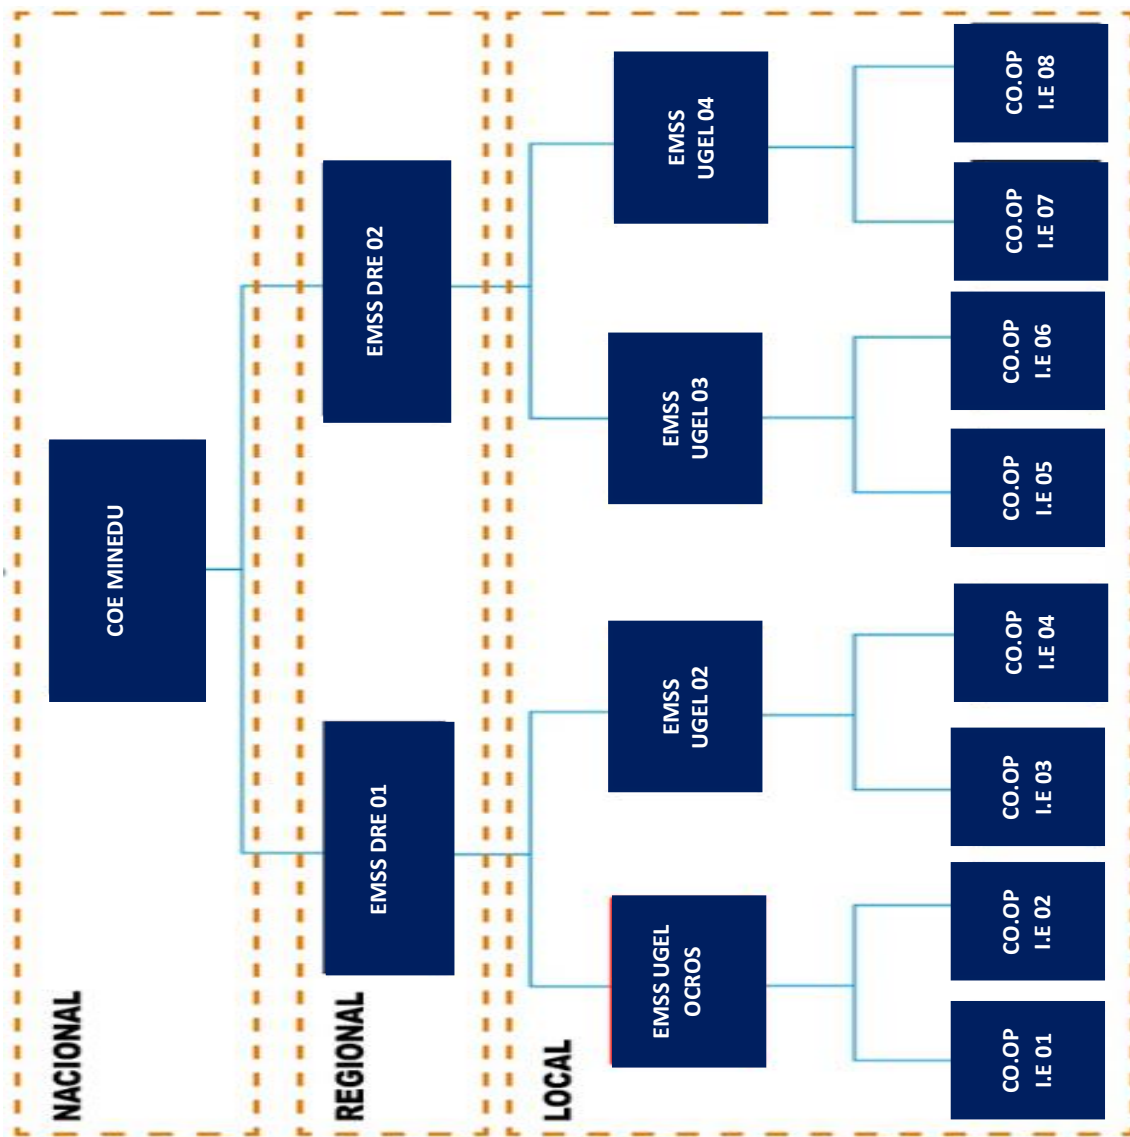 NACIONAL
COE MINEDU
REGIONAL
EMSS DRE 01
EMSS DRE 02
LOCAL
EMSS UGEL
OCROS
EMSS
UGEL 02
EMSS
UGEL 03
EMSS
UGEL 04
CO.OP
I.E 01
CO.OP
I.E 02
CO.OP
I.E 03
CO.OP
I.E 04
CO.OP
I.E 05
CO.OP
I.E 06
CO.OP
I.E 07
CO.OP
I.E 08